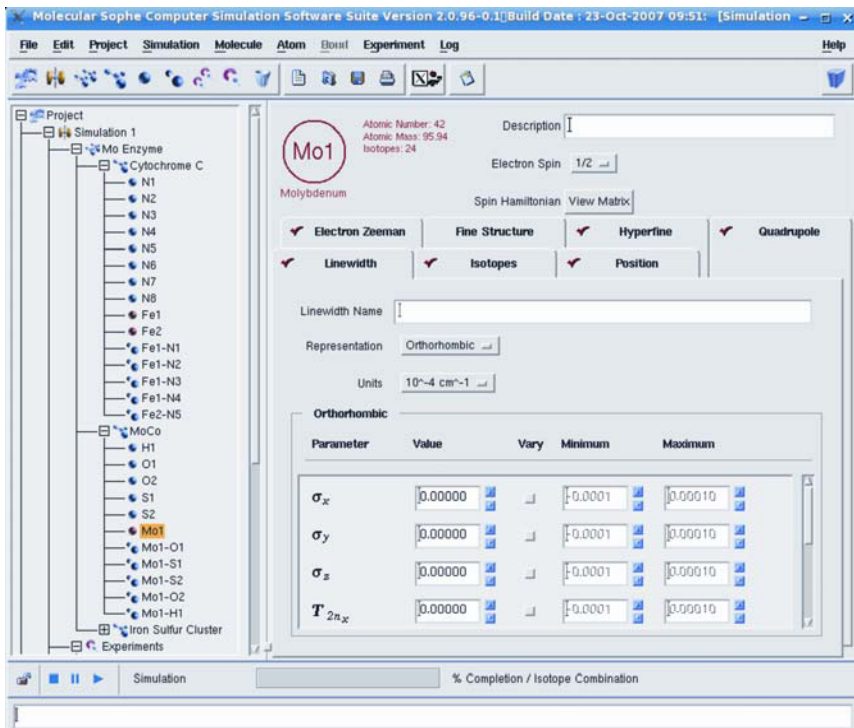 Molecular Sophe Computer Simulation Software Suite Version 2.0.96-0.1 Build Date : 23-Oct-2007 09:51: [Simulation
File Edit Project Simulation Molecule Atom Bond Experiment Log Help
Project
Simulation 1
Mo Enzyme
Cytochrome C
N1
N2
N3
N4
N5
N6
N7
N8
Fe1
Fe2
Fe1-N1
Fe1-N2
Fe1-N3
Fe1-N4
Fe2-N5
MoCo
H1
O1
O2
S1
S2
Mo1
Mo1-O1
Mo1-S1
Mo1-S2
Mo1-O2
Mo1-H1
Iron Sulfur Cluster
Experiments
Mo1
Molybdenum
Atomic Number: 42
Atomic Mass: 95.94
Isotopes: 24
Description
Electron Spin 1/2
Spin Hamiltonian View Matrix
Electron Zeeman Fine Structure Hyperfine Quadrupole
Linewidth Isotopes Position
Linewidth Name
Representation Orthorhombic
Units 10^-4 cm^-1
Orthorhombic
Parameter Value Vary Minimum Maximum
σx 0.00000 -0.0001 0.00010
σy 0.00000 -0.0001 0.00010
σz 0.00000 -0.0001 0.00010
T2nx 0.00000 -0.0001 0.00010
Simulation % Completion / Isotope Combination